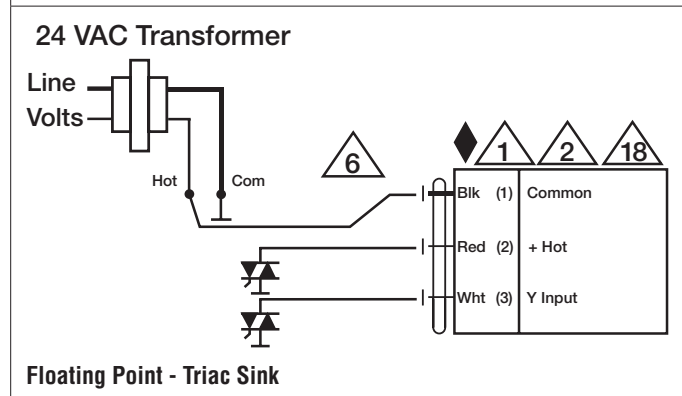 24 VAC Transformer
Line
Volts
Hot Com
6
1 2 18
Blk (1) Common
Red (2) + Hot
Wht (3) Y Input
Floating Point - Triac Sink